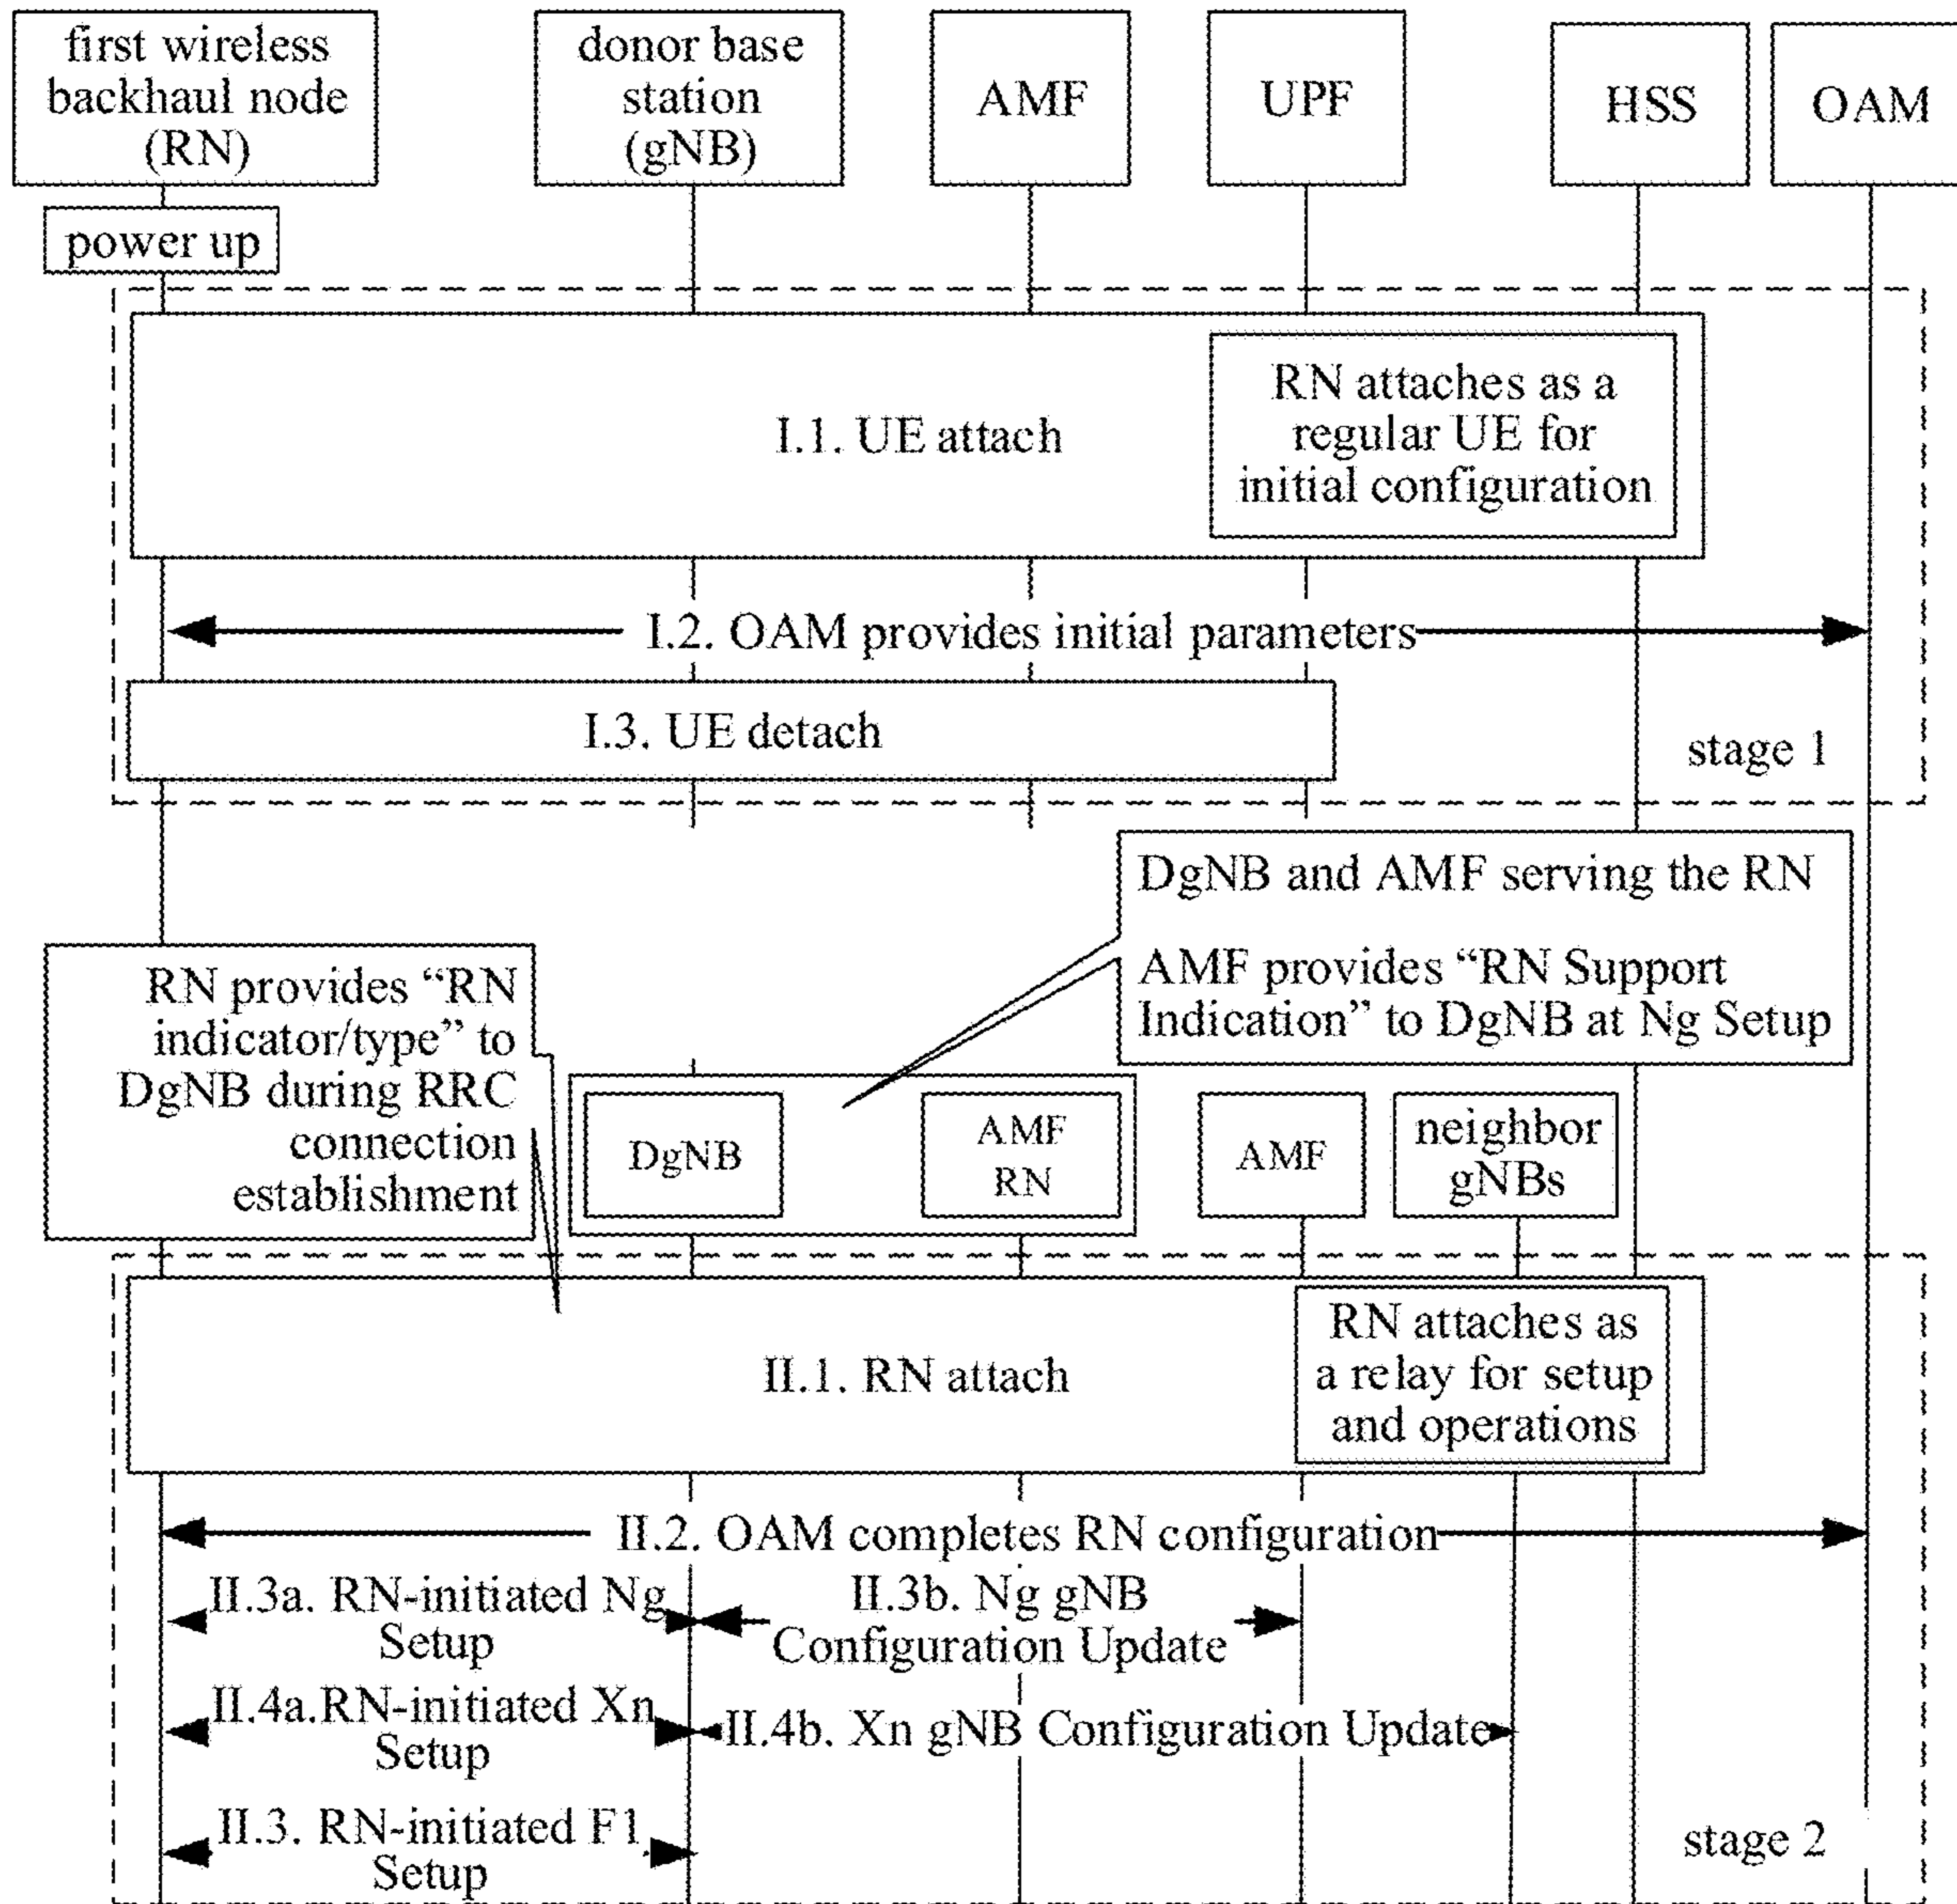 first wireless
backhaul node
(RN)
donor base
station
(gNB)
AMF
UPF
HSS
OAM
power up
I.1. UE attach
RN attaches as a
regular UE for
initial configuration
I.2. OAM provides initial parameters
I.3. UE detach
stage 1
DgNB and AMF serving the RN
AMF provides “RN Support
Indication” to DgNB at Ng Setup
RN provides “RN
indicator/type” to
DgNB during RRC
connection
establishment
DgNB
AMF
RN
AMF
neighbor
gNBs
II.1. RN attach
RN attaches as
a relay for setup
and operations
II.2. OAM completes RN configuration
II.3a. RN-initiated Ng
Setup
II.3b. Ng gNB
Configuration Update
II.4a.RN-initiated Xn
Setup
II.4b. Xn gNB Configuration Update
II.3. RN-initiated F1
Setup
stage 2